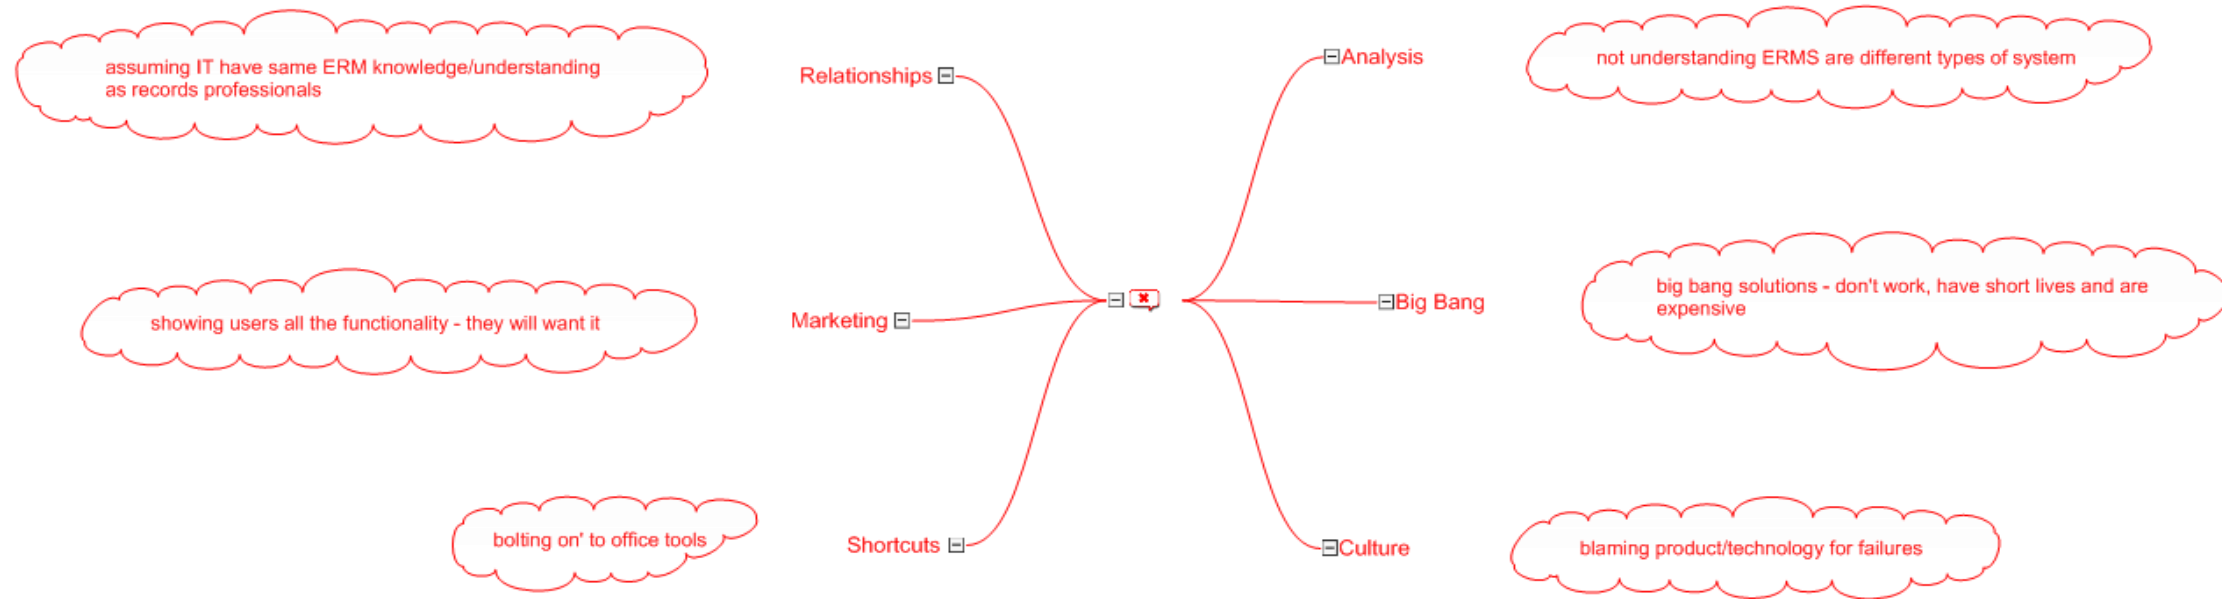 assuming IT have same ERM knowledge/understanding
as records professionals
Relationships
Analysis
not understanding ERMS are different types of system
showing users all the functionality - they will want it
Marketing
Big Bang
big bang solutions - don't work, have short lives and are
expensive
bolting on' to office tools
Shortcuts
Culture
blaming product/technology for failures